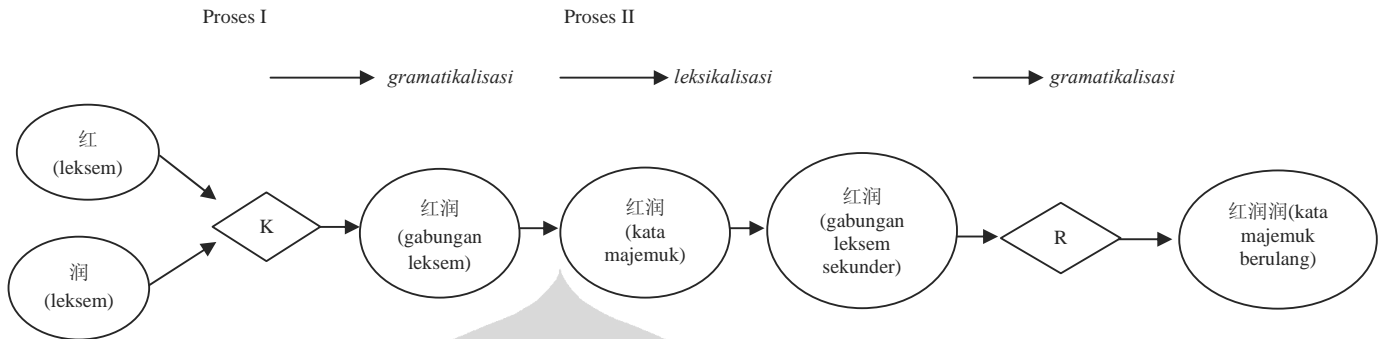 Proses I
Proses II
gramatikalisasi
leksikalisasi
gramatikalisasi
红
(leksem)
润
(leksem)
K
红润
(gabungan
leksem)
红润
(kata
majemuk)
红润
(gabungan
leksem
sekunder)
R
红润润(kata
majemuk
berulang)